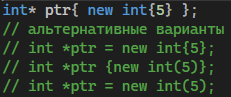 int* ptr{ new int{5} };
// альтернативные варианты
// int *ptr = new int{5};
// int *ptr {new int(5)};
// int *ptr = new int(5);